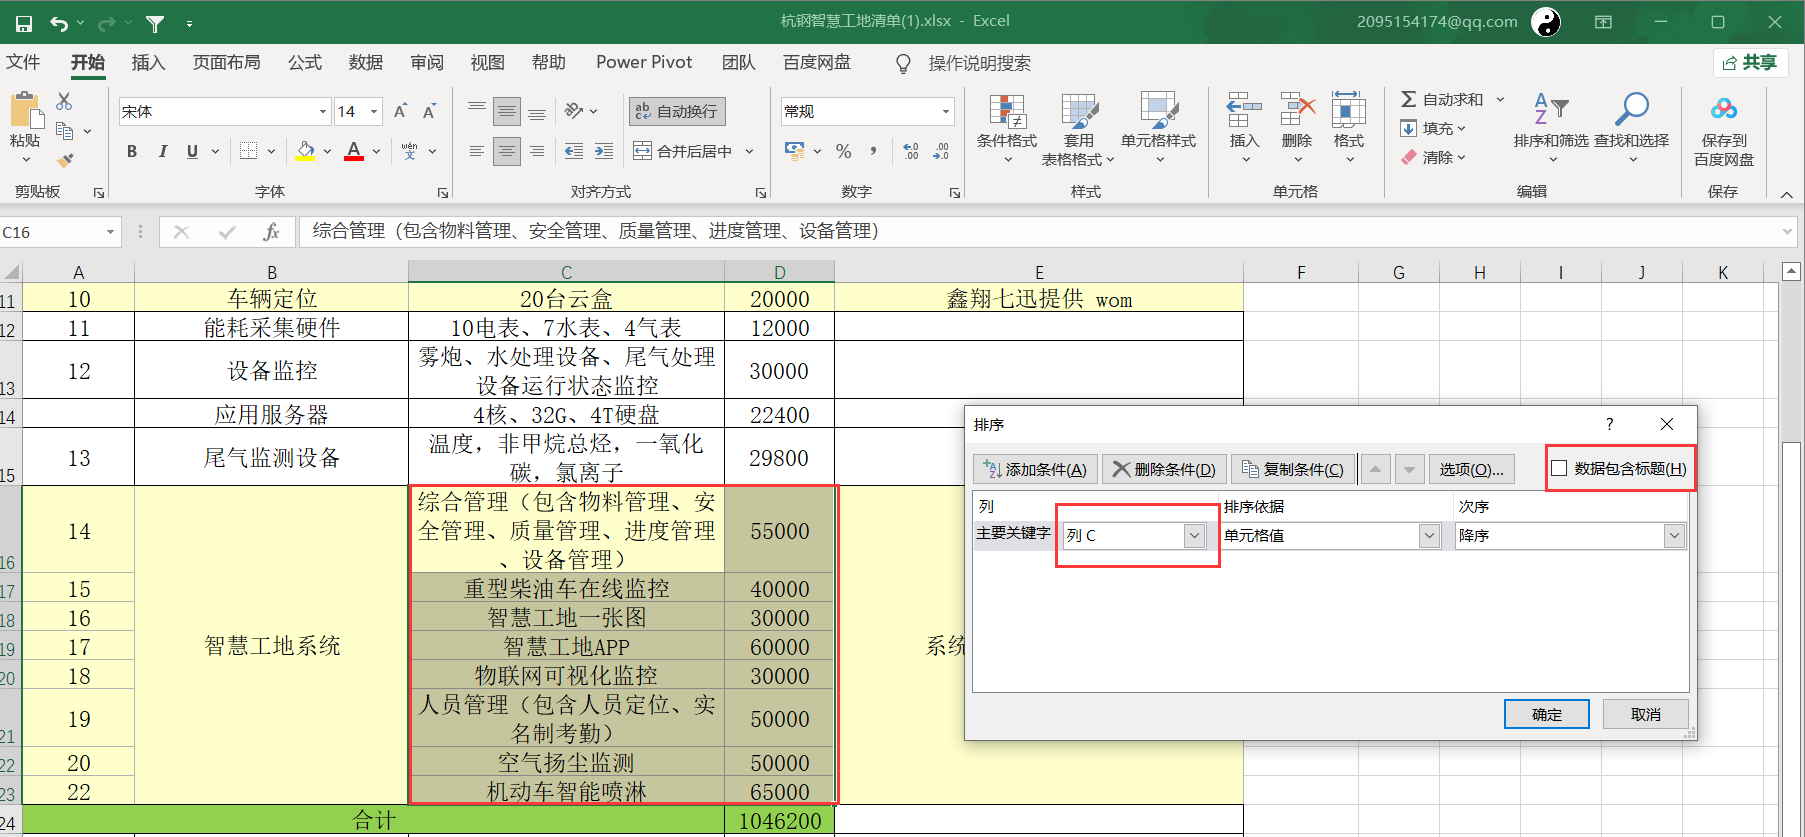 杭钢智慧工地清单(1).xlsx - Excel
2095154174@qq.com
文件 开始 插入 页面布局 公式 数据 审阅 视图 帮助 Power Pivot 团队 百度网盘 操作说明搜索 共享
粘贴
剪贴板
宋体 14
B I U A wén 文
字体
ab 自动换行
合并后居中
对齐方式
常规
% ,
数字
条件格式 套用 表格格式 单元格样式
样式
插入 删除 格式
单元格
自动求和
填充
清除
排序和筛选 查找和选择
编辑
保存到 百度网盘
保存
C16 fx 综合管理（包含物料管理、安全管理、质量管理、进度管理、设备管理）
A B C D E F G H I J K
11 10 车辆定位 20台云盒 20000 鑫翔七迅提供 wom
12 11 能耗采集硬件 10电表、7水表、4气表 12000
13 12 设备监控 雾炮、水处理设备、尾气处理
设备运行状态监控 30000
14 应用服务器 4核、32G、4T硬盘 22400
15 13 尾气监测设备 温度，非甲烷总烃，一氧化
碳，氯离子 29800
16 14 综合管理（包含物料管理、安
全管理、质量管理、进度管理
、设备管理） 55000
17 15 重型柴油车在线监控 40000
18 16 智慧工地一张图 30000
19 17 智慧工地系统 智慧工地APP 60000 系统
20 18 物联网可视化监控 30000
21 19 人员管理（包含人员定位、实
名制考勤） 50000
22 20 空气扬尘监测 50000
23 22 机动车智能喷淋 65000
24 合计 1046200
排序 ?
添加条件(A) 删除条件(D) 复制条件(C) 选项(O)... 数据包含标题(H)
列 排序依据 次序
主要关键字 列 C 单元格值 降序
确定 取消